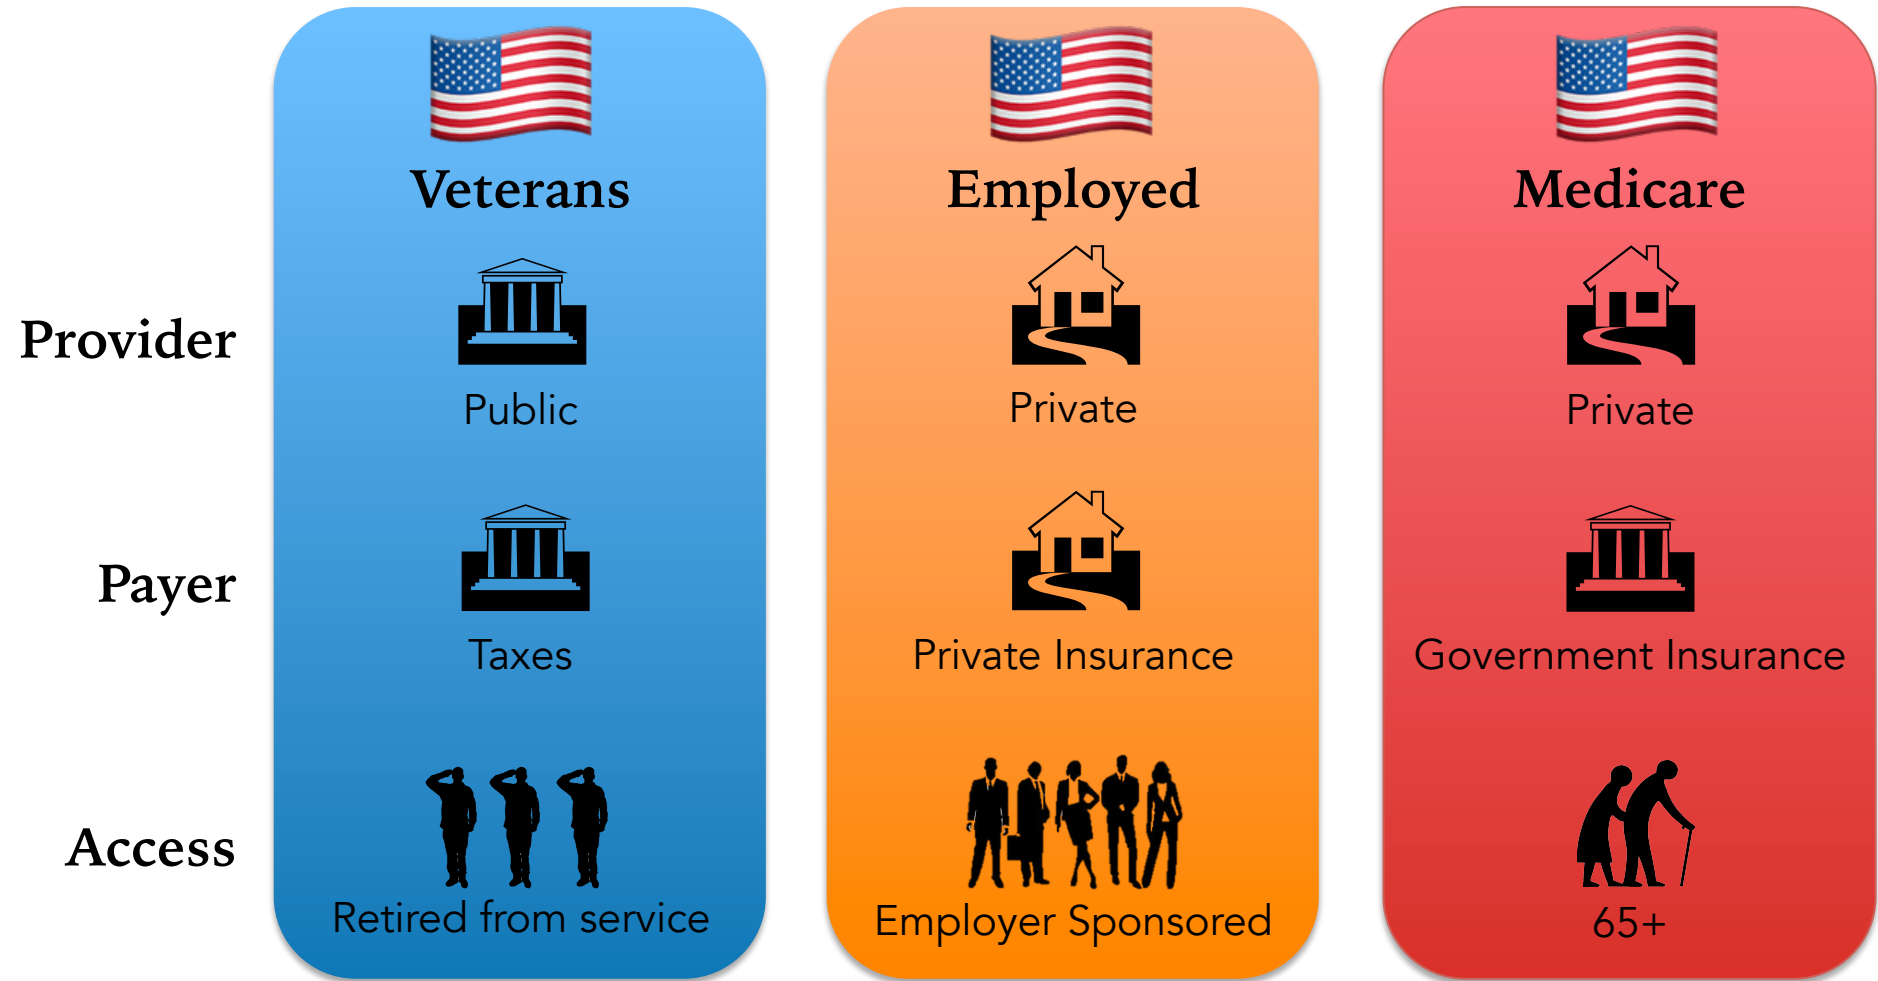 Veterans
Employed
Medicare
Provider
Public
Private
Private
Payer
Taxes
Private Insurance
Government Insurance
Access
Retired from service
Employer Sponsored
65+